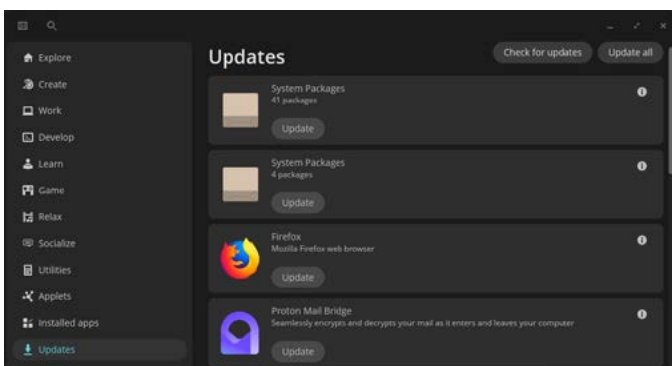 Explore
Create
Work
Develop
Learn
Game
Relax
Socialize
Utilities
Applets
Installed apps
Updates
Updates
Check for updates
Update all
System Packages
41 packages
Update
System Packages
4 packages
Update
Firefox
Mozilla Firefox web browser
Update
Proton Mail Bridge
Seamlessly encrypts and decrypts your mail as it enters and leaves your computer
Update